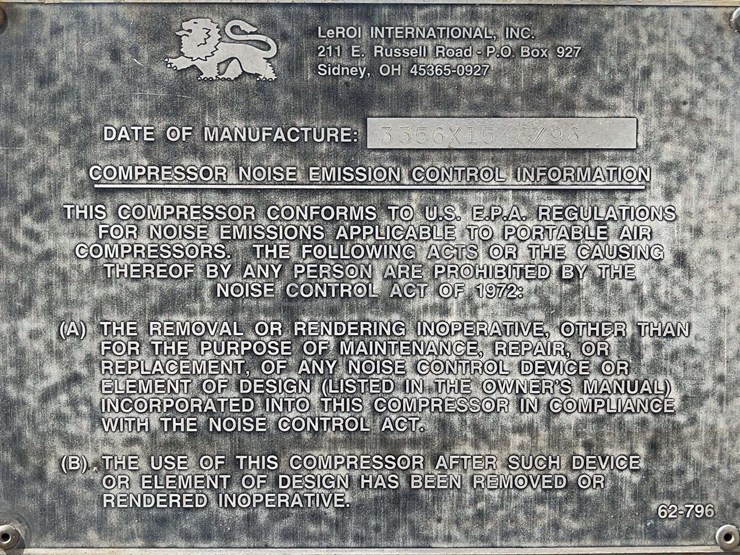 LeROI INTERNATIONAL, INC.
211 E. Russell Road - P.O. Box 927
Sidney, OH 45365-0927
DATE OF MANUFACTURE:
COMPRESSOR NOISE EMISSION CONTROL INFORMATION
THIS COMPRESSOR CONFORMS TO U.S. E.P.A. REGULATIONS
FOR NOISE EMISSIONS APPLICABLE TO PORTABLE AIR
COMPRESSORS. THE FOLLOWING ACTS OR THE CAUSING
THEREOF BY ANY PERSON ARE PROHIBITED BY THE
NOISE CONTROL ACT OF 1972:
(A) THE REMOVAL OR RENDERING INOPERATIVE, OTHER THAN
FOR THE PURPOSE OF MAINTENANCE, REPAIR, OR
REPLACEMENT, OF ANY NOISE CONTROL DEVICE OR
ELEMENT OF DESIGN (LISTED IN THE OWNER'S MANUAL)
INCORPORATED INTO THIS COMPRESSOR IN COMPLIANCE
WITH THE NOISE CONTROL ACT.
(B) THE USE OF THIS COMPRESSOR AFTER SUCH DEVICE
OR ELEMENT OF DESIGN HAS BEEN REMOVED OR
RENDERED INOPERATIVE.
62-796